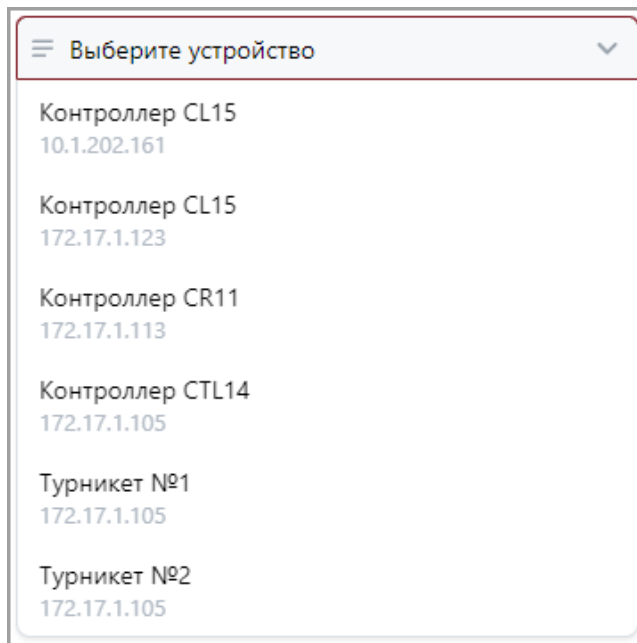 Выберите устройство
Контроллер CL15
10.1.202.161
Контроллер CL15
172.17.1.123
Контроллер CR11
172.17.1.113
Контроллер CTL14
172.17.1.105
Турникет №1
172.17.1.105
Турникет №2
172.17.1.105